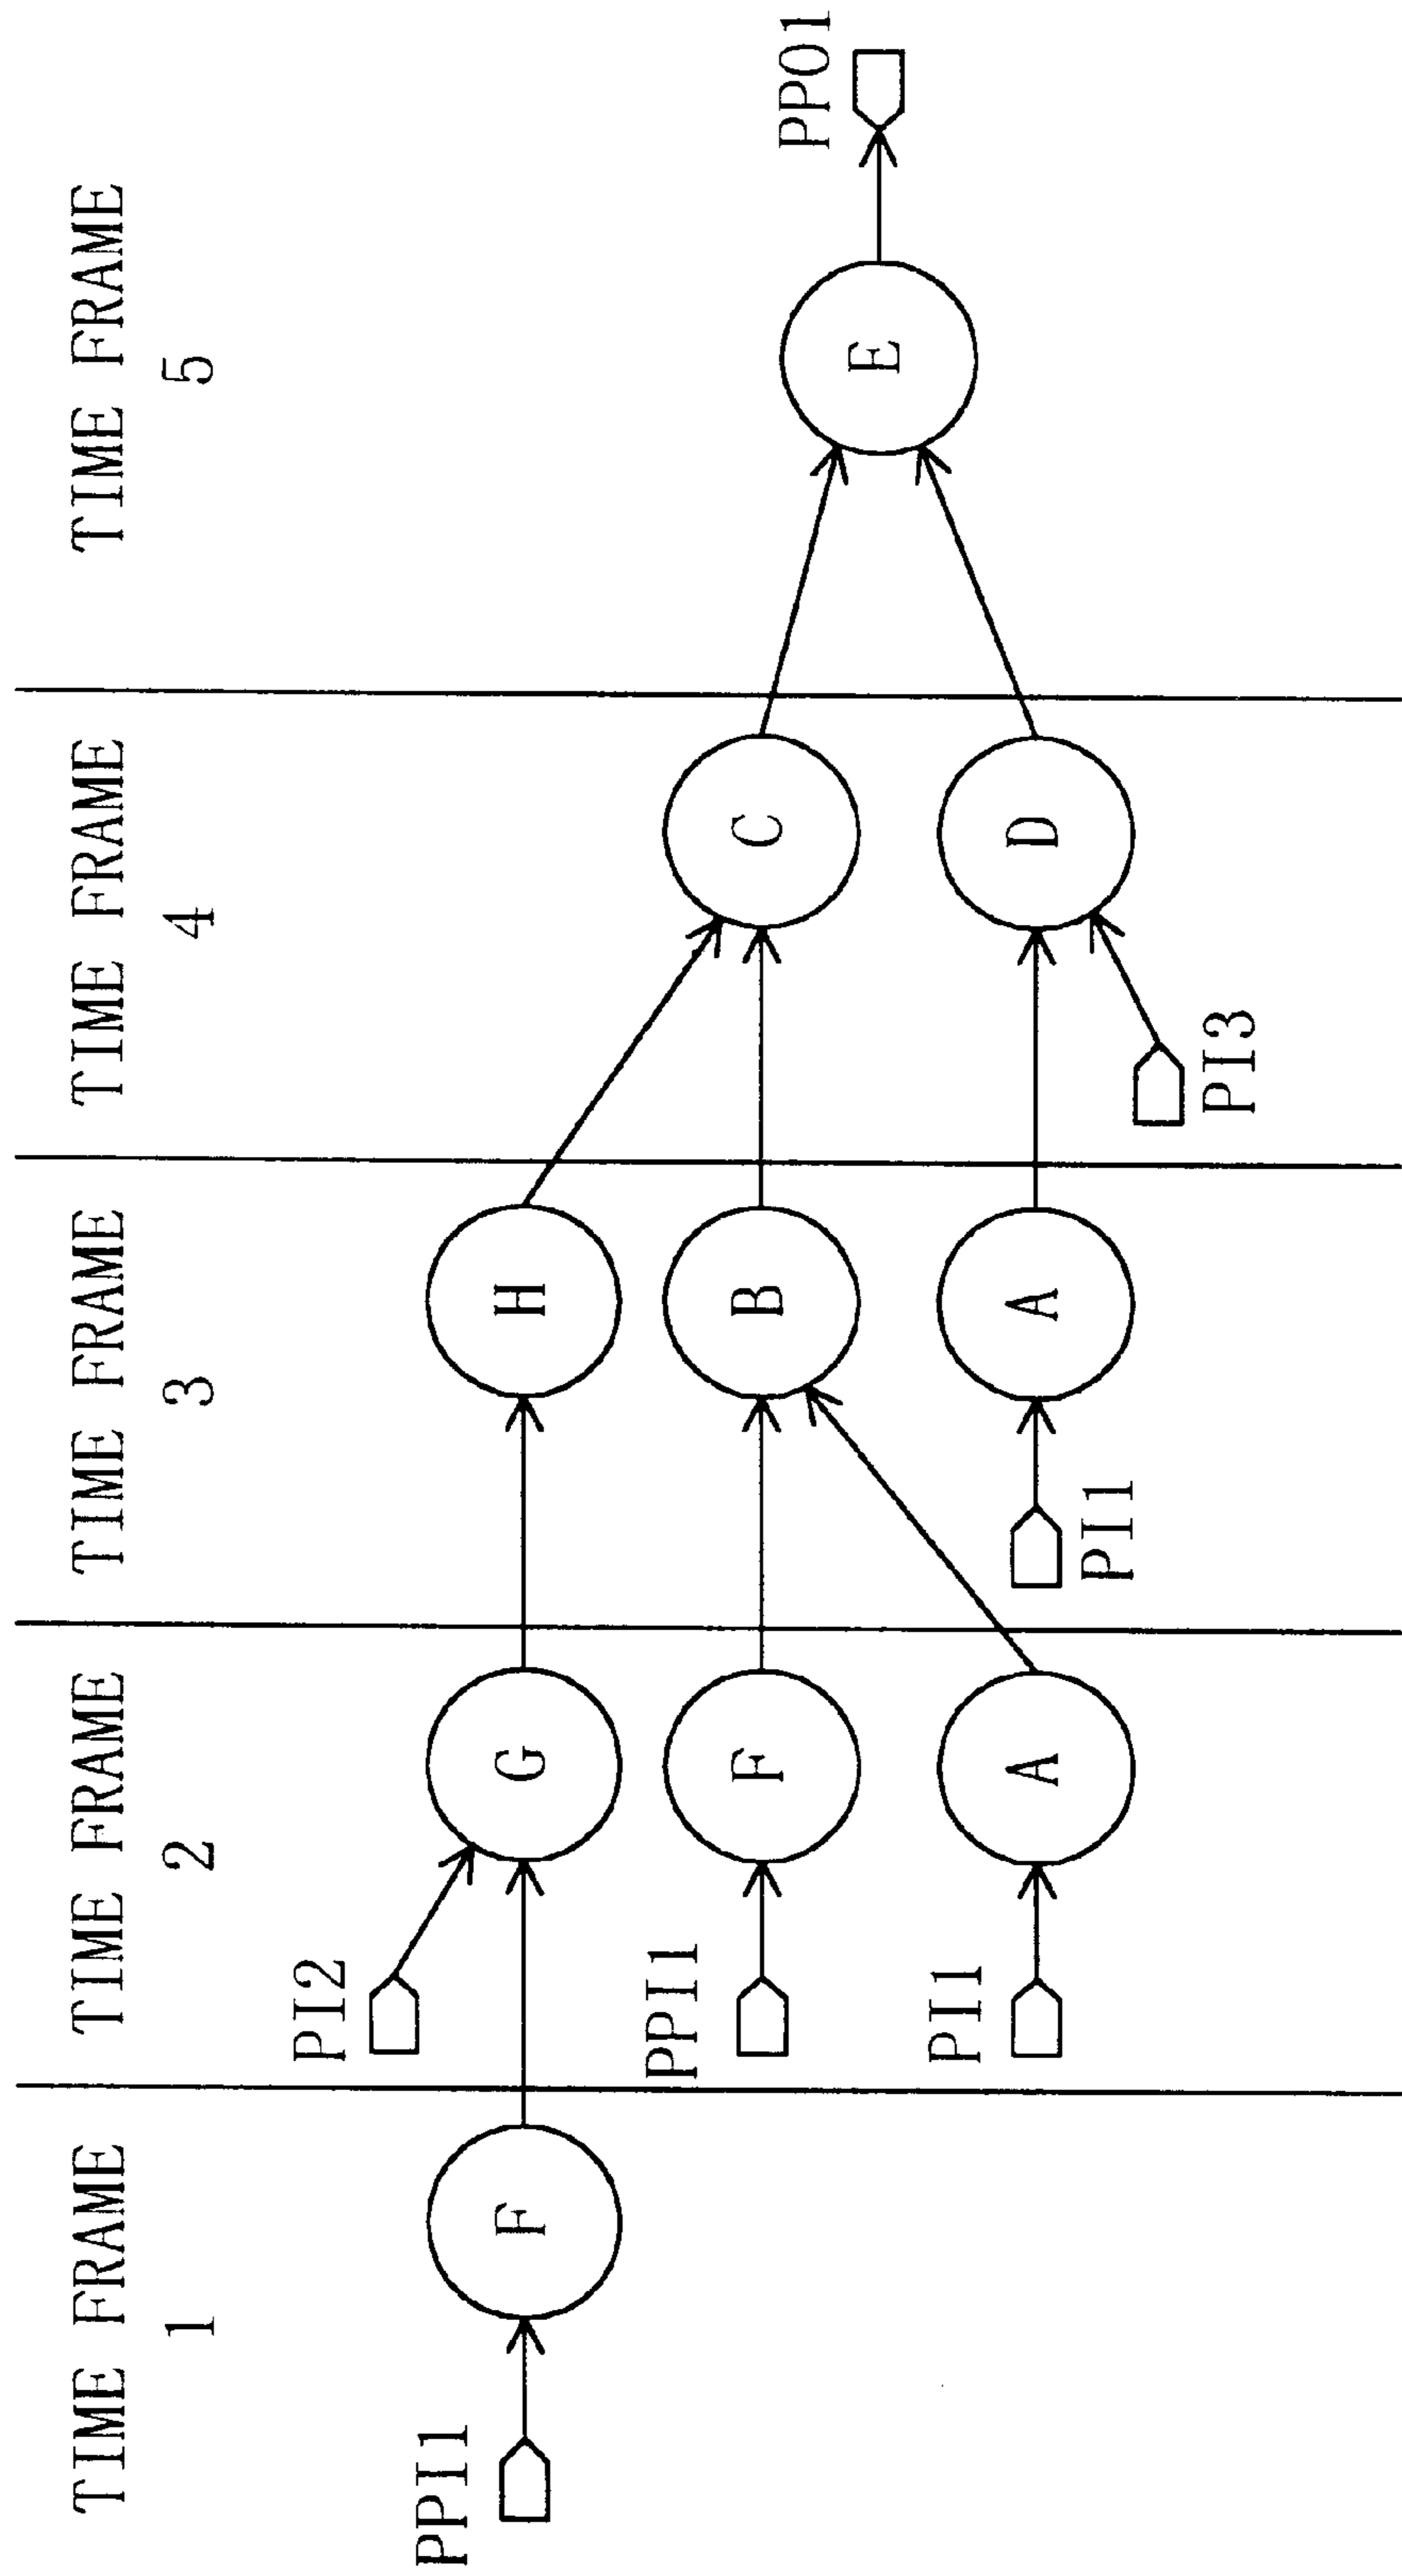 TIME FRAME 1
TIME FRAME 2
TIME FRAME 3
TIME FRAME 4
TIME FRAME 5
PPI1
F
PI2
G
H
PPI1
F
B
C
PI1
A
PI1
A
D
PI3
E
PPO1